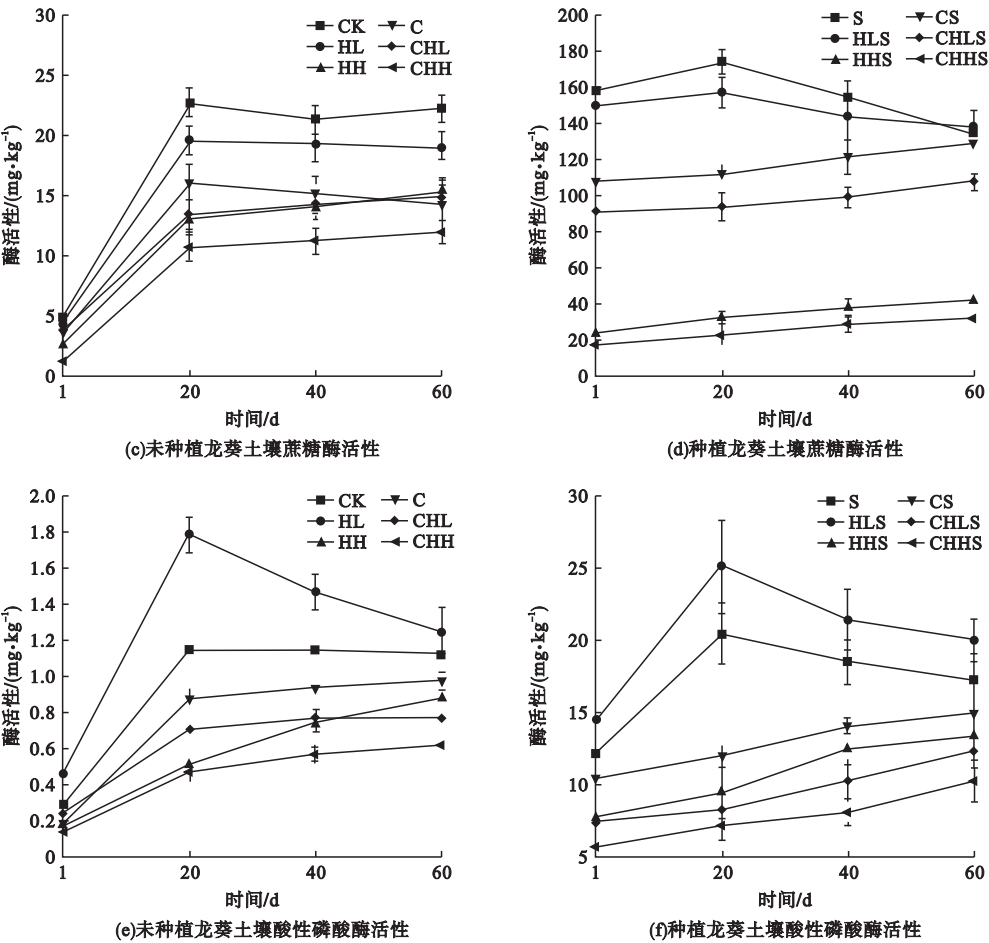 酶活性/(mg·kg⁻¹)
30
25
20
15
10
5
0
CK
C
HL
CHL
HH
CHH
1
20
40
60
时间/d
(c)未种植龙葵土壤蔗糖酶活性
酶活性/(mg·kg⁻¹)
200
180
160
140
120
100
80
60
40
20
0
S
CS
HLS
CHLS
HHS
CHHS
1
20
40
60
时间/d
(d)种植龙葵土壤蔗糖酶活性
酶活性/(mg·kg⁻¹)
2.0
1.8
1.6
1.4
1.2
1.0
0.8
0.6
0.4
0.2
0
CK
C
HL
CHL
HH
CHH
1
20
40
60
时间/d
(e)未种植龙葵土壤酸性磷酸酶活性
酶活性/(mg·kg⁻¹)
30
25
20
15
10
5
S
CS
HLS
CHLS
HHS
CHHS
1
20
40
60
时间/d
(f)种植龙葵土壤酸性磷酸酶活性